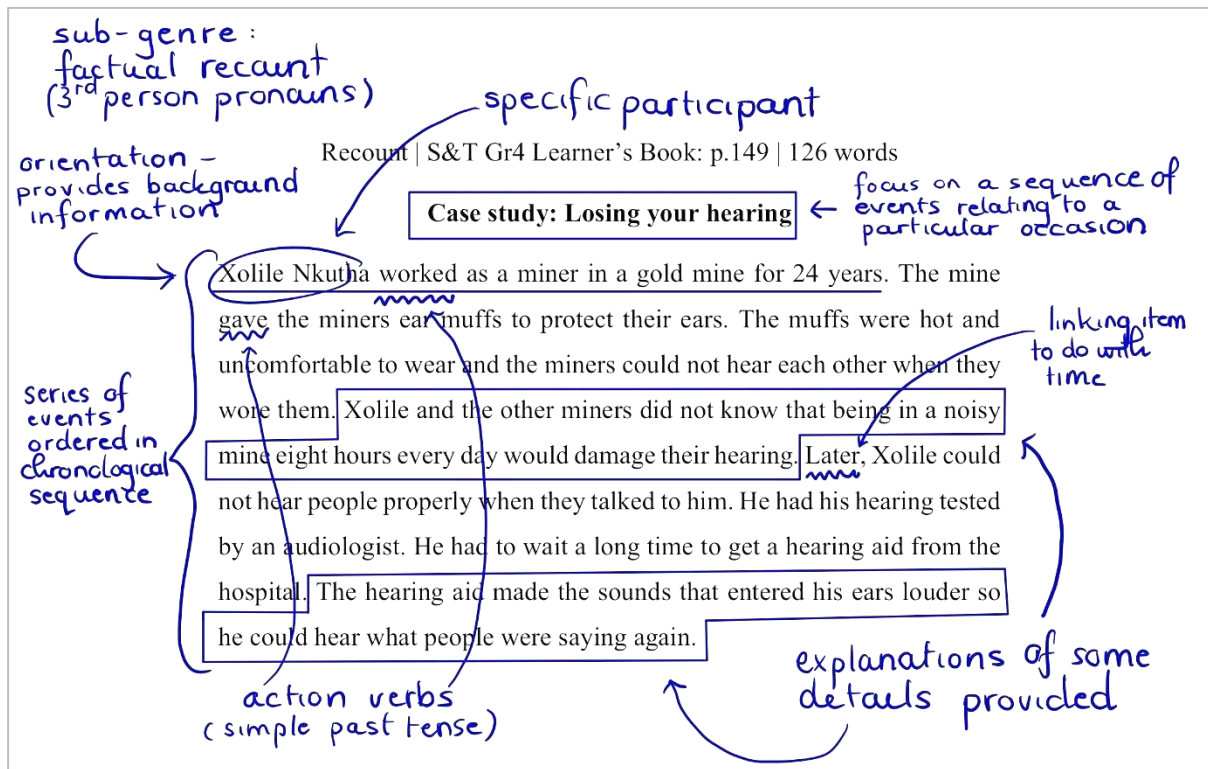 sub-genre:
factual recount
(3rd person pronouns)
specific participant
orientation –
provides background
information
Recount | S&T Gr4 Learner's Book: p.149 | 126 words
Case study: Losing your hearing
focus on a sequence of
events relating to a
particular occasion
Xolile Nkutha worked as a miner in a gold mine for 24 years. The mine
gave the miners ear muffs to protect their ears. The muffs were hot and
uncomfortable to wear and the miners could not hear each other when they
wore them. Xolile and the other miners did not know that being in a noisy
mine eight hours every day would damage their hearing. Later, Xolile could
not hear people properly when they talked to him. He had his hearing tested
by an audiologist. He had to wait a long time to get a hearing aid from the
hospital. The hearing aid made the sounds that entered his ears louder so
he could hear what people were saying again.
linking item
to do with
time
series of
events
ordered in
chronological
sequence
action verbs
(simple past tense)
explanations of some
details provided